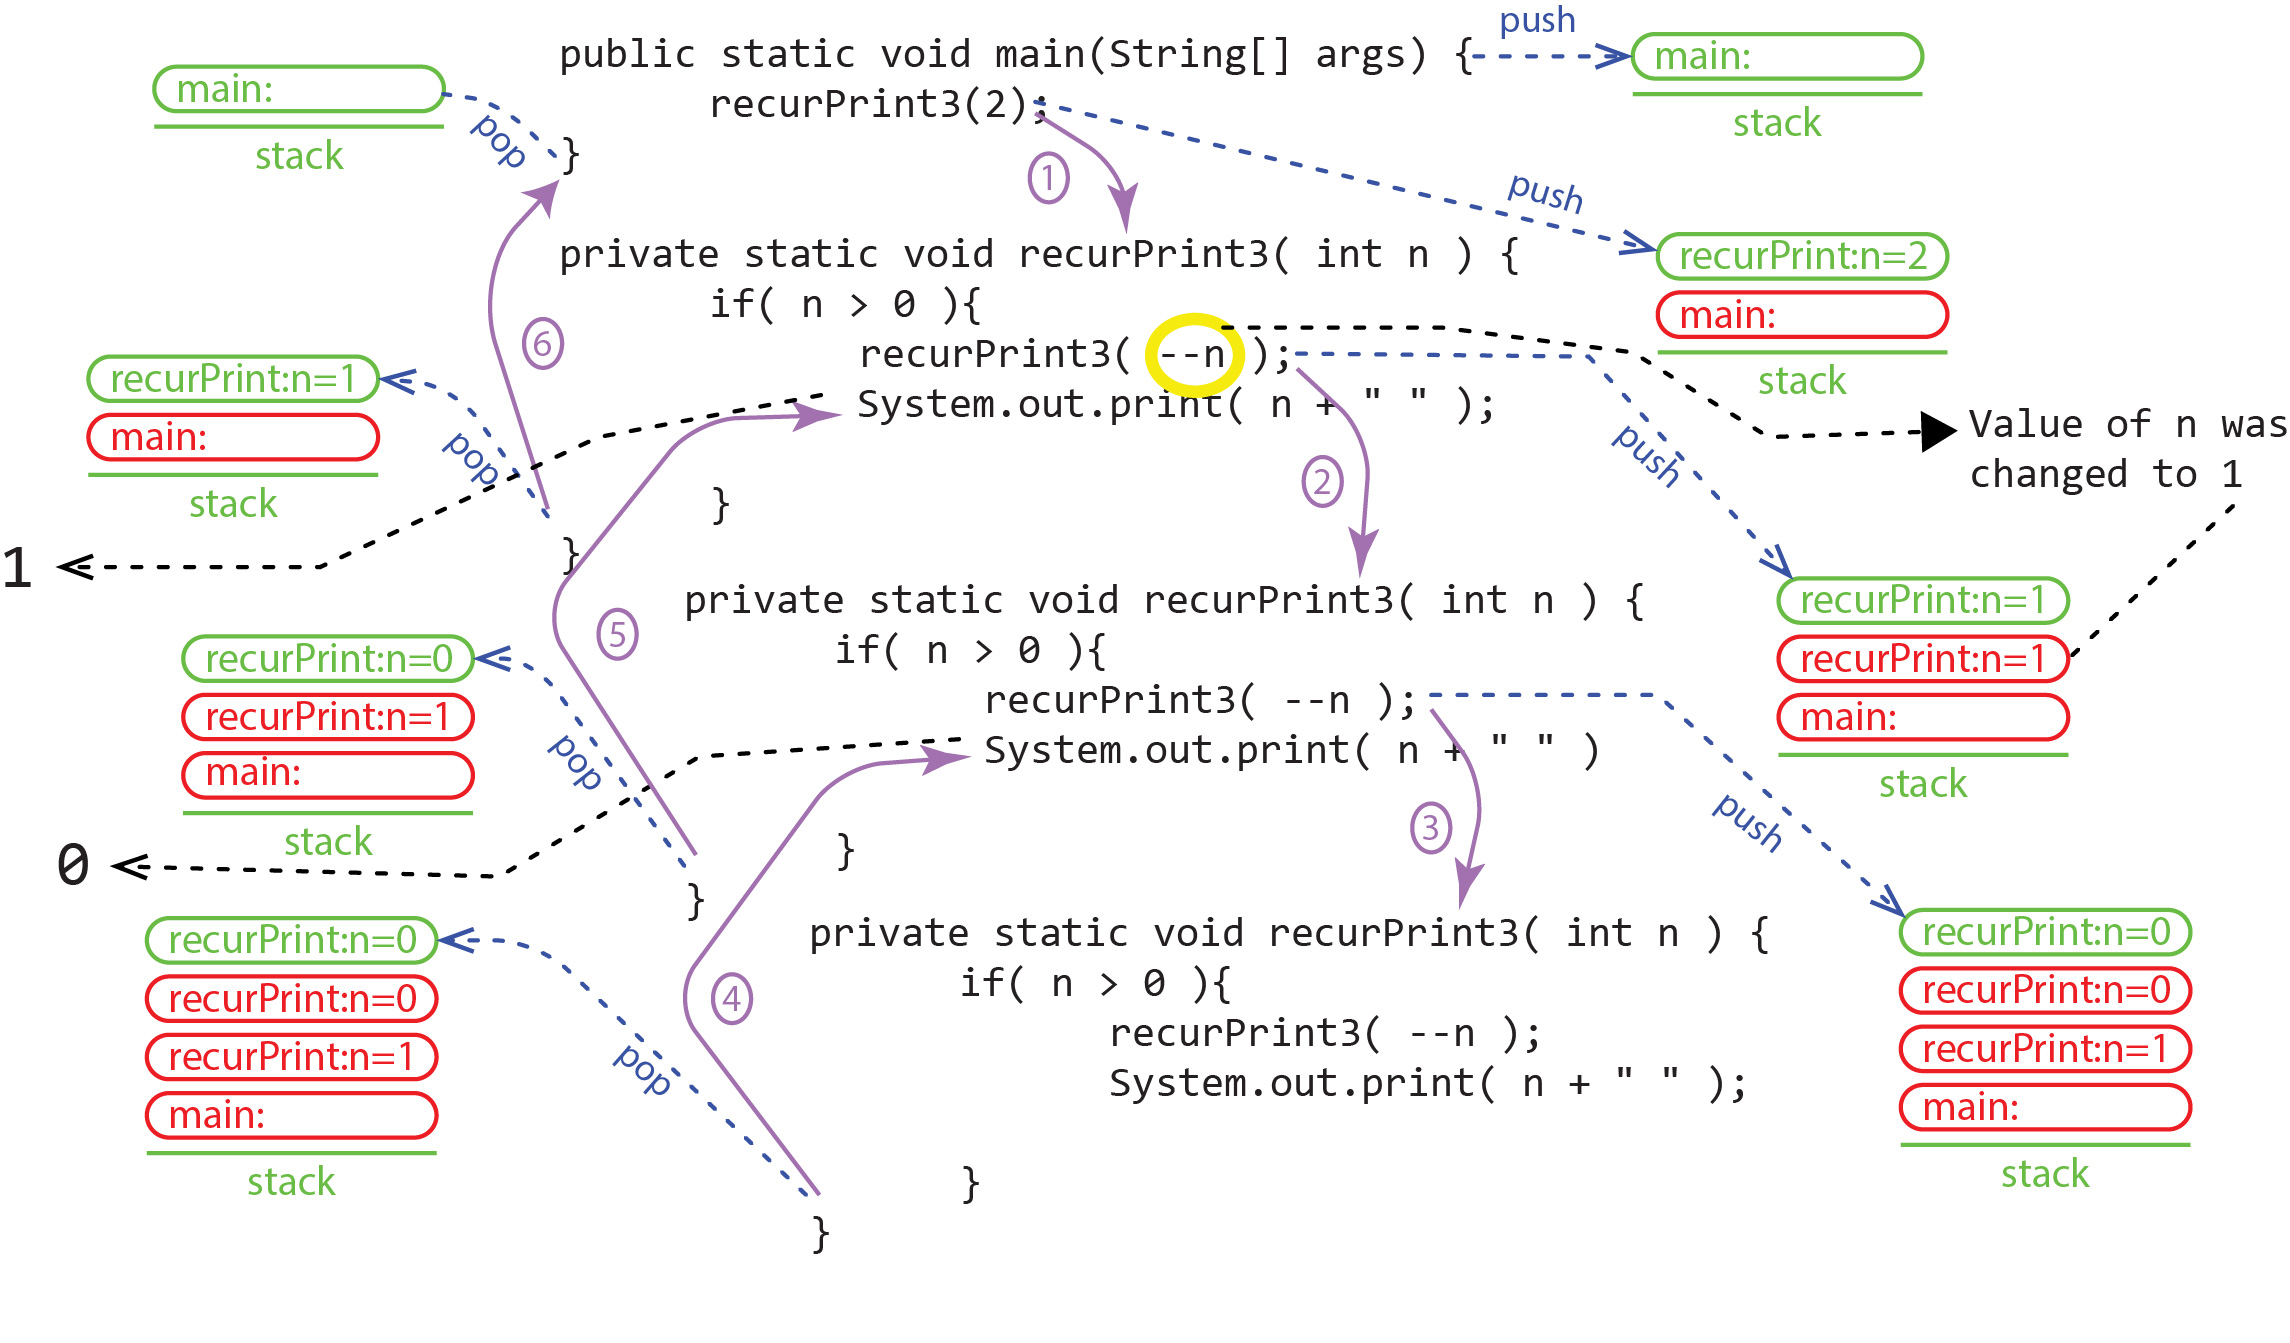 push
public static void main(String[] args) {
main:
stack
recurPrint3(2);
main:
stack
pop
}
1
push
private static void recurPrint3( int n ) {
recurPrint:n=2
main:
stack
if( n > 0 ){
6
recurPrint3( --n );
System.out.print( n + " " );
recurPrint:n=1
main:
stack
pop
2
push
Value of n was
changed to 1
}
}
1
private static void recurPrint3( int n ) {
recurPrint:n=1
recurPrint:n=1
main:
stack
5
if( n > 0 ){
recurPrint3( --n );
System.out.print( n + " " )
recurPrint:n=0
recurPrint:n=1
main:
stack
pop
3
push
}
0
}
private static void recurPrint3( int n ) {
recurPrint:n=0
recurPrint:n=0
recurPrint:n=1
main:
stack
if( n > 0 ){
4
recurPrint3( --n );
System.out.print( n + " " );
recurPrint:n=0
recurPrint:n=0
recurPrint:n=1
main:
stack
pop
}
}